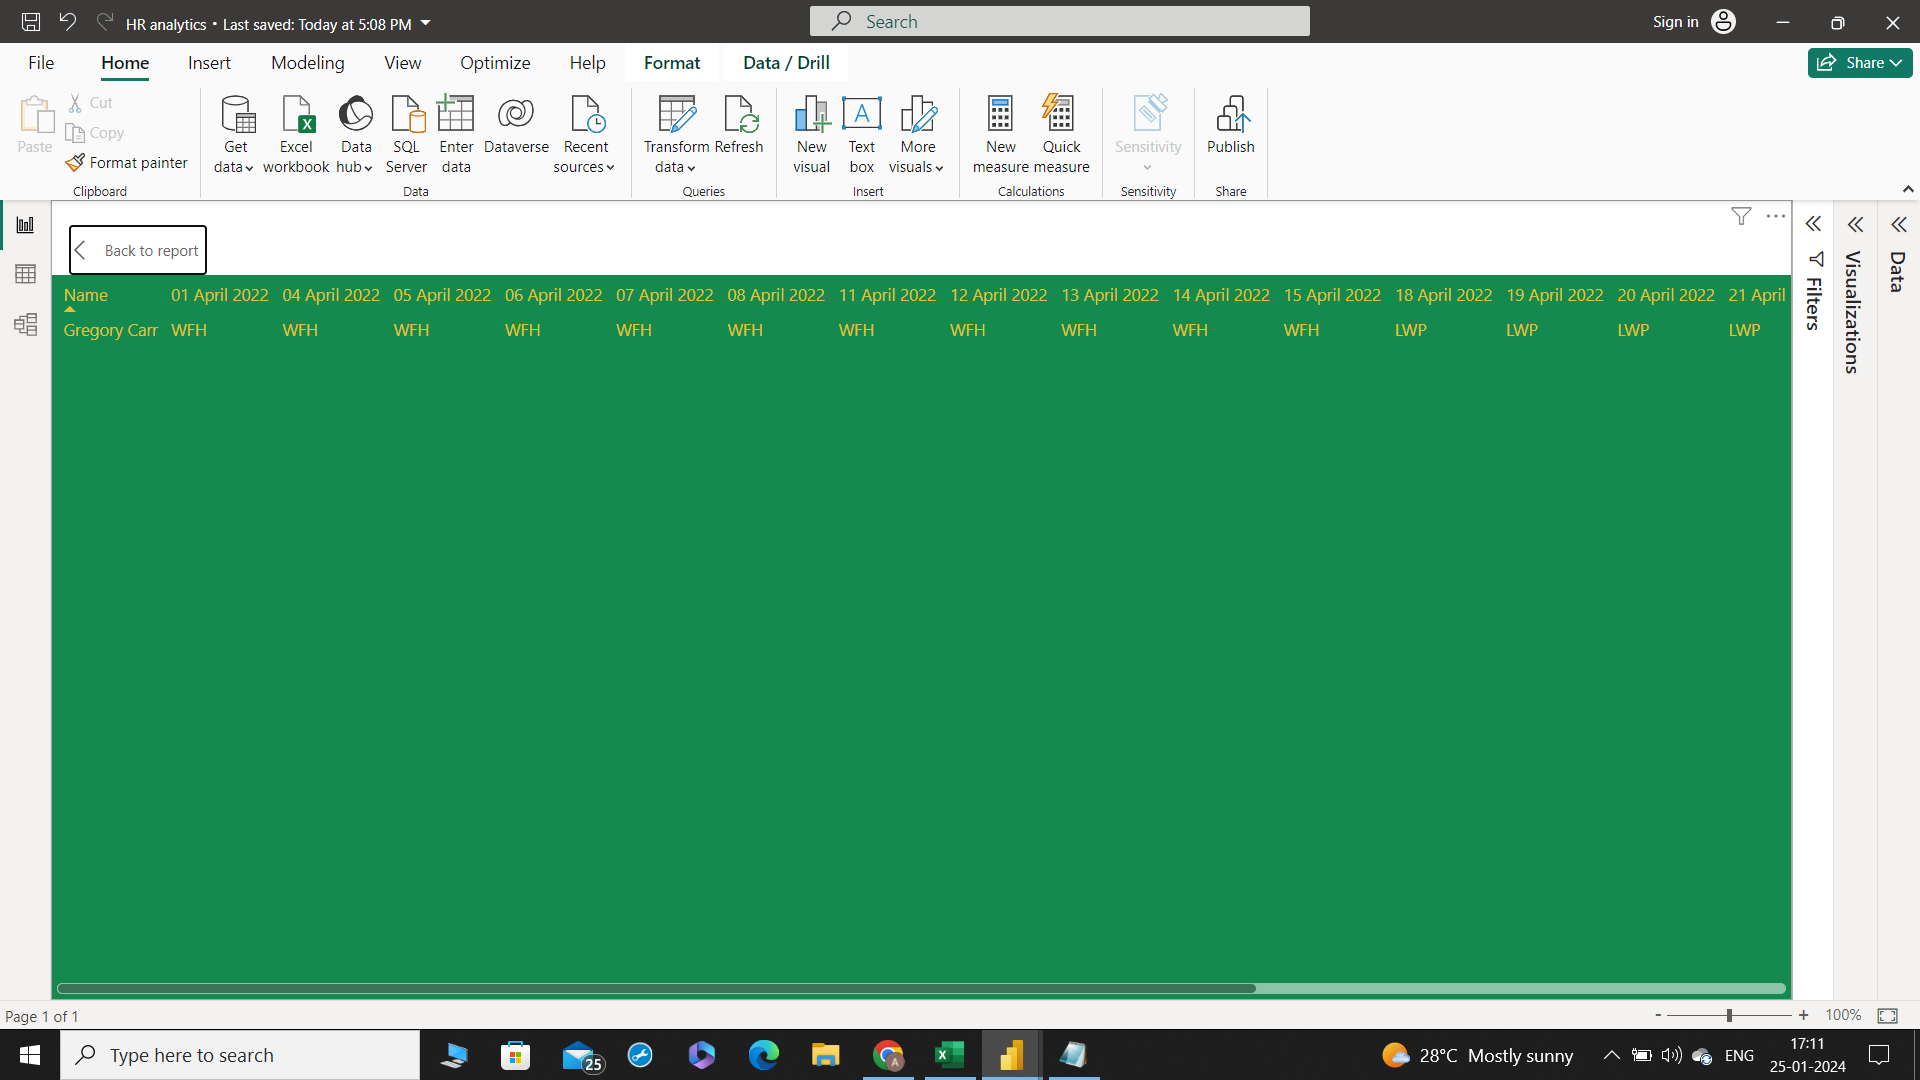 HR analytics • Last saved: Today at 5:08 PM
Search
Sign in
File Home Insert Modeling View Optimize Help Format Data / Drill
Share
Paste
Cut
Copy
Format painter
Clipboard
Get data
Excel workbook
Data hub
SQL Server
Enter data
Dataverse
Recent sources
Data
Transform data
Refresh
Queries
New visual
Text box
More visuals
Insert
New measure
Quick measure
Calculations
Sensitivity
Sensitivity
Publish
Share
Back to report
Name 01 April 2022 04 April 2022 05 April 2022 06 April 2022 07 April 2022 08 April 2022 11 April 2022 12 April 2022 13 April 2022 14 April 2022 15 April 2022 18 April 2022 19 April 2022 20 April 2022 21 April
Gregory Carr WFH WFH WFH WFH WFH WFH WFH WFH WFH WFH WFH LWP LWP LWP LWP
Filters
Visualizations
Data
Page 1 of 1
- + 100%
Type here to search
25
A
28°C Mostly sunny
ENG
17:11
25-01-2024